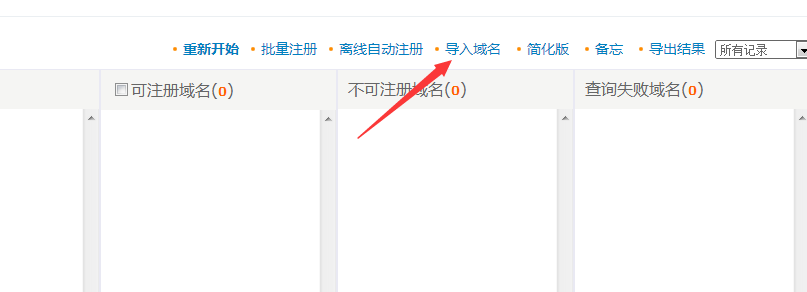 • 重新开始 • 批量注册 • 离线自动注册 • 导入域名 • 简化版 • 备忘 • 导出结果 所有记录
可注册域名(0) 不可注册域名(0) 查询失败域名(0)